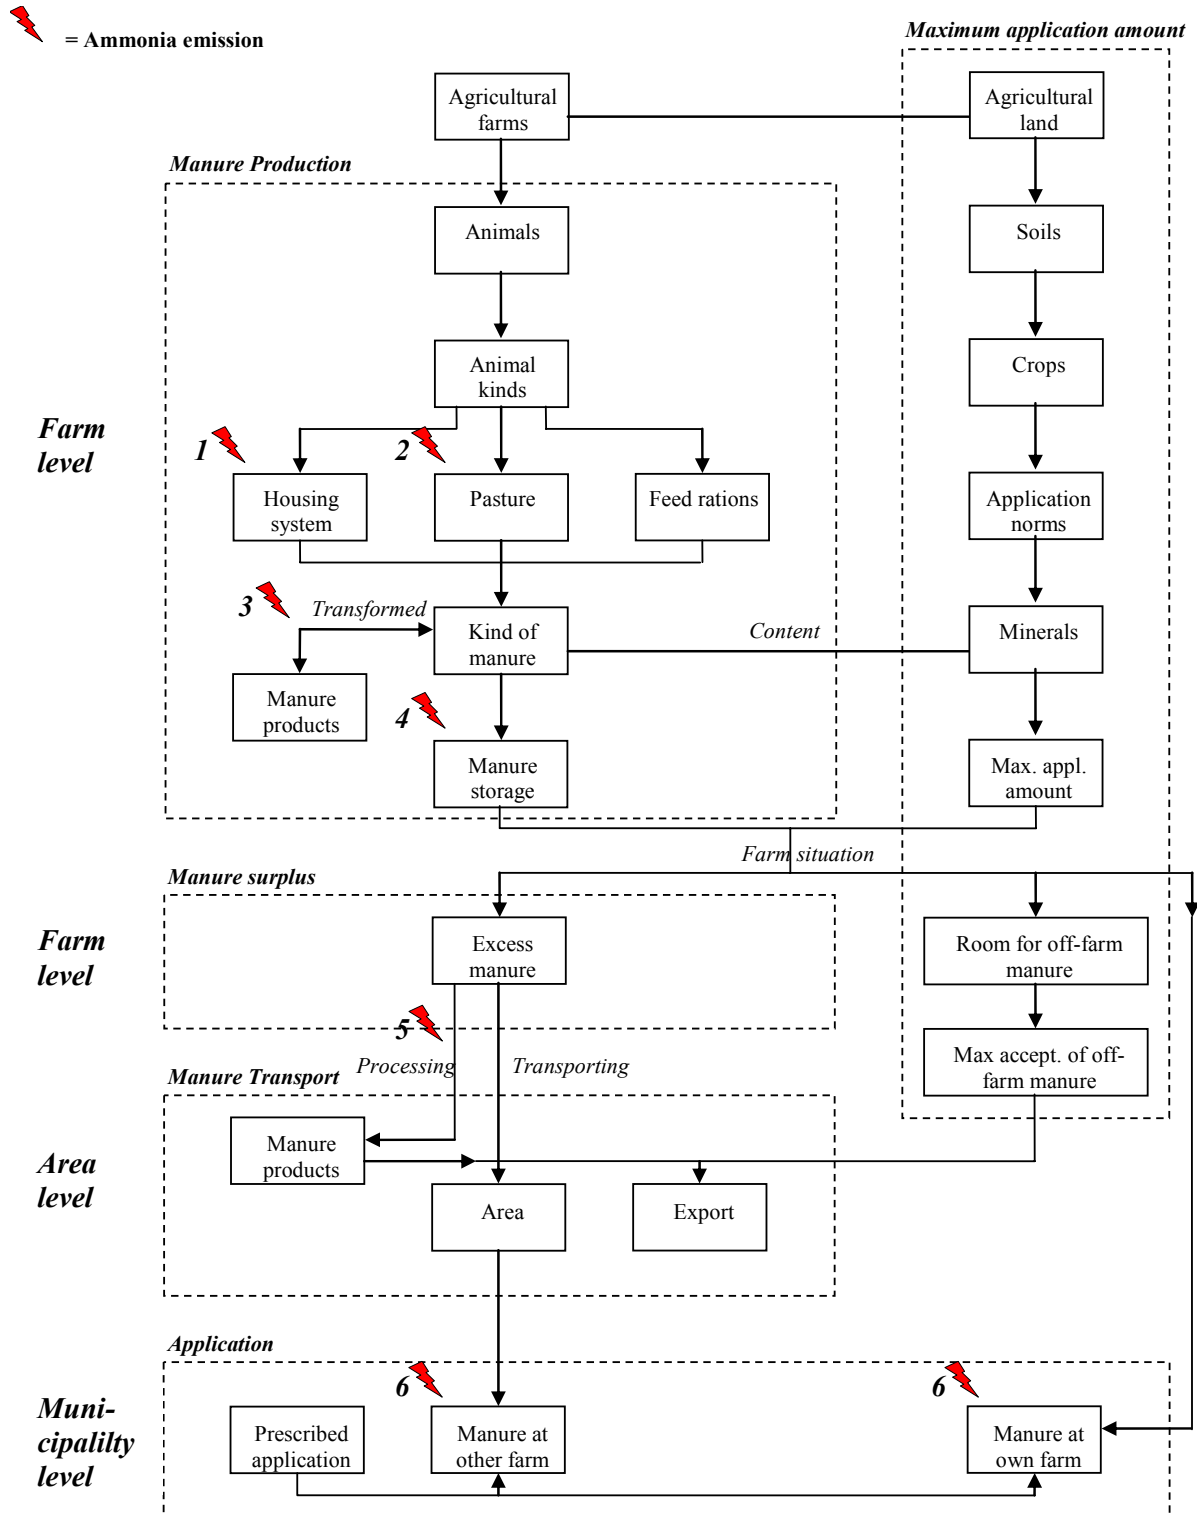 = Ammonia emission
Maximum application amount
Agricultural
farms
Agricultural
land
Manure Production
Animals
Soils
Animal
kinds
Crops
Farm
level
1
2
Housing
system
Pasture
Feed rations
Application
norms
3
Transformed
Kind of
manure
Content
Minerals
Manure
products
4
Manure
storage
Max. appl.
amount
Farm situation
Manure surplus
Farm
level
Excess
manure
Room for off-farm
manure
5
Processing
Transporting
Max accept. of off-
farm manure
Manure Transport
Area
level
Manure
products
Area
Export
Application
6
6
Muni-
cipalilty
level
Prescribed
application
Manure at
other farm
Manure at
own farm